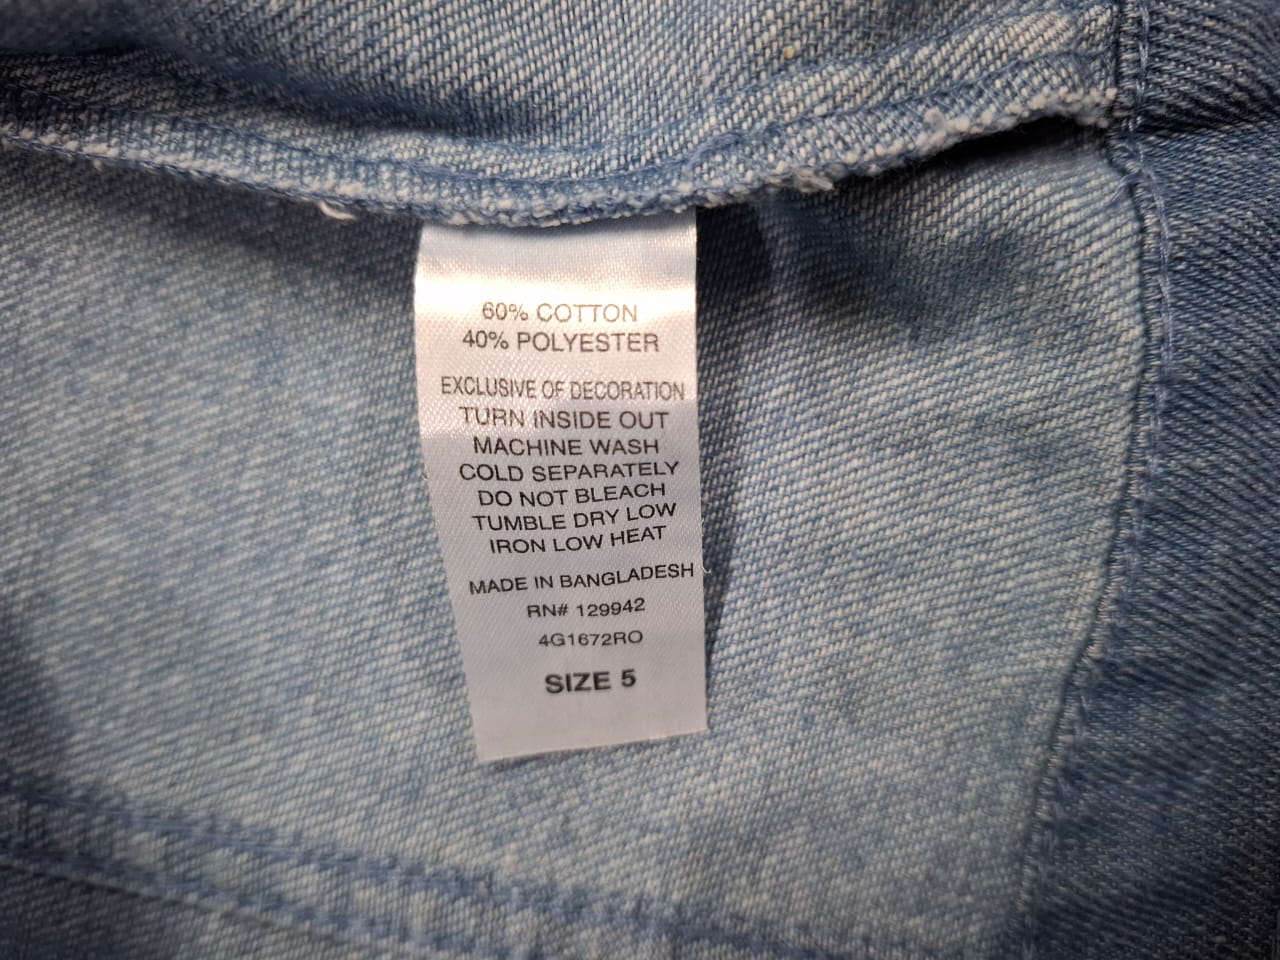 60% COTTON
40% POLYESTER
EXCLUSIVE OF DECORATION
TURN INSIDE OUT
MACHINE WASH
COLD SEPARATELY
DO NOT BLEACH
TUMBLE DRY LOW
IRON LOW HEAT
MADE IN BANGLADESH
RN# 129942
4G1672RO
SIZE 5